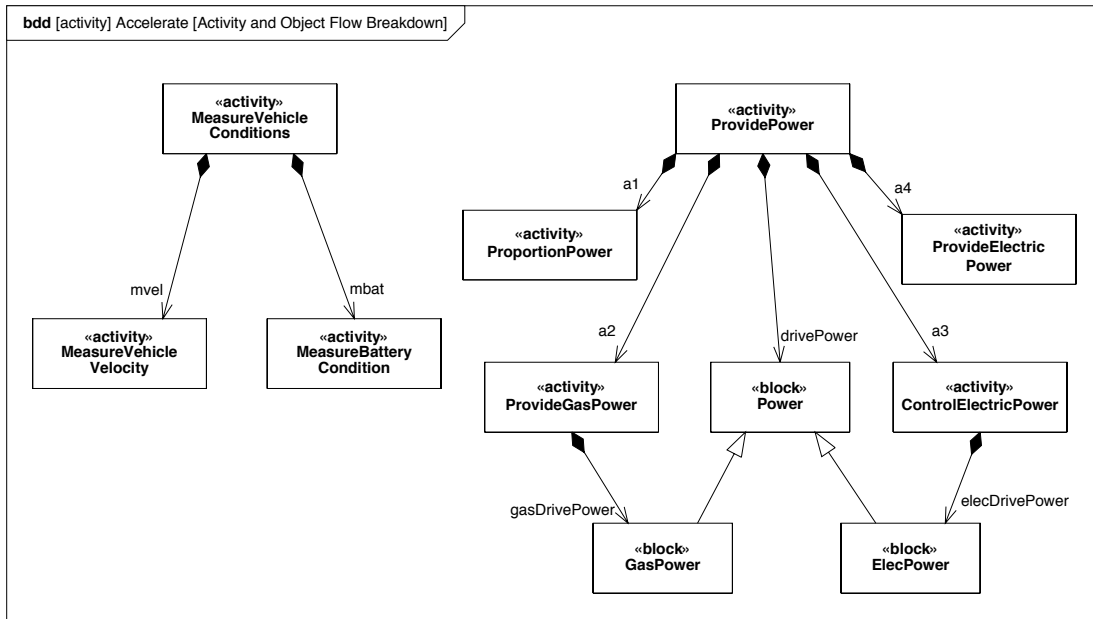 bdd [activity] Accelerate [Activity and Object Flow Breakdown]
«activity»
MeasureVehicle
Conditions
«activity»
ProvidePower
a1
a4
«activity»
ProportionPower
«activity»
ProvideElectric
Power
mvel
mbat
a2
drivePower
a3
«activity»
MeasureVehicle
Velocity
«activity»
MeasureBattery
Condition
«activity»
ProvideGasPower
«block»
Power
«activity»
ControlElectricPower
gasDrivePower
elecDrivePower
«block»
GasPower
«block»
ElecPower